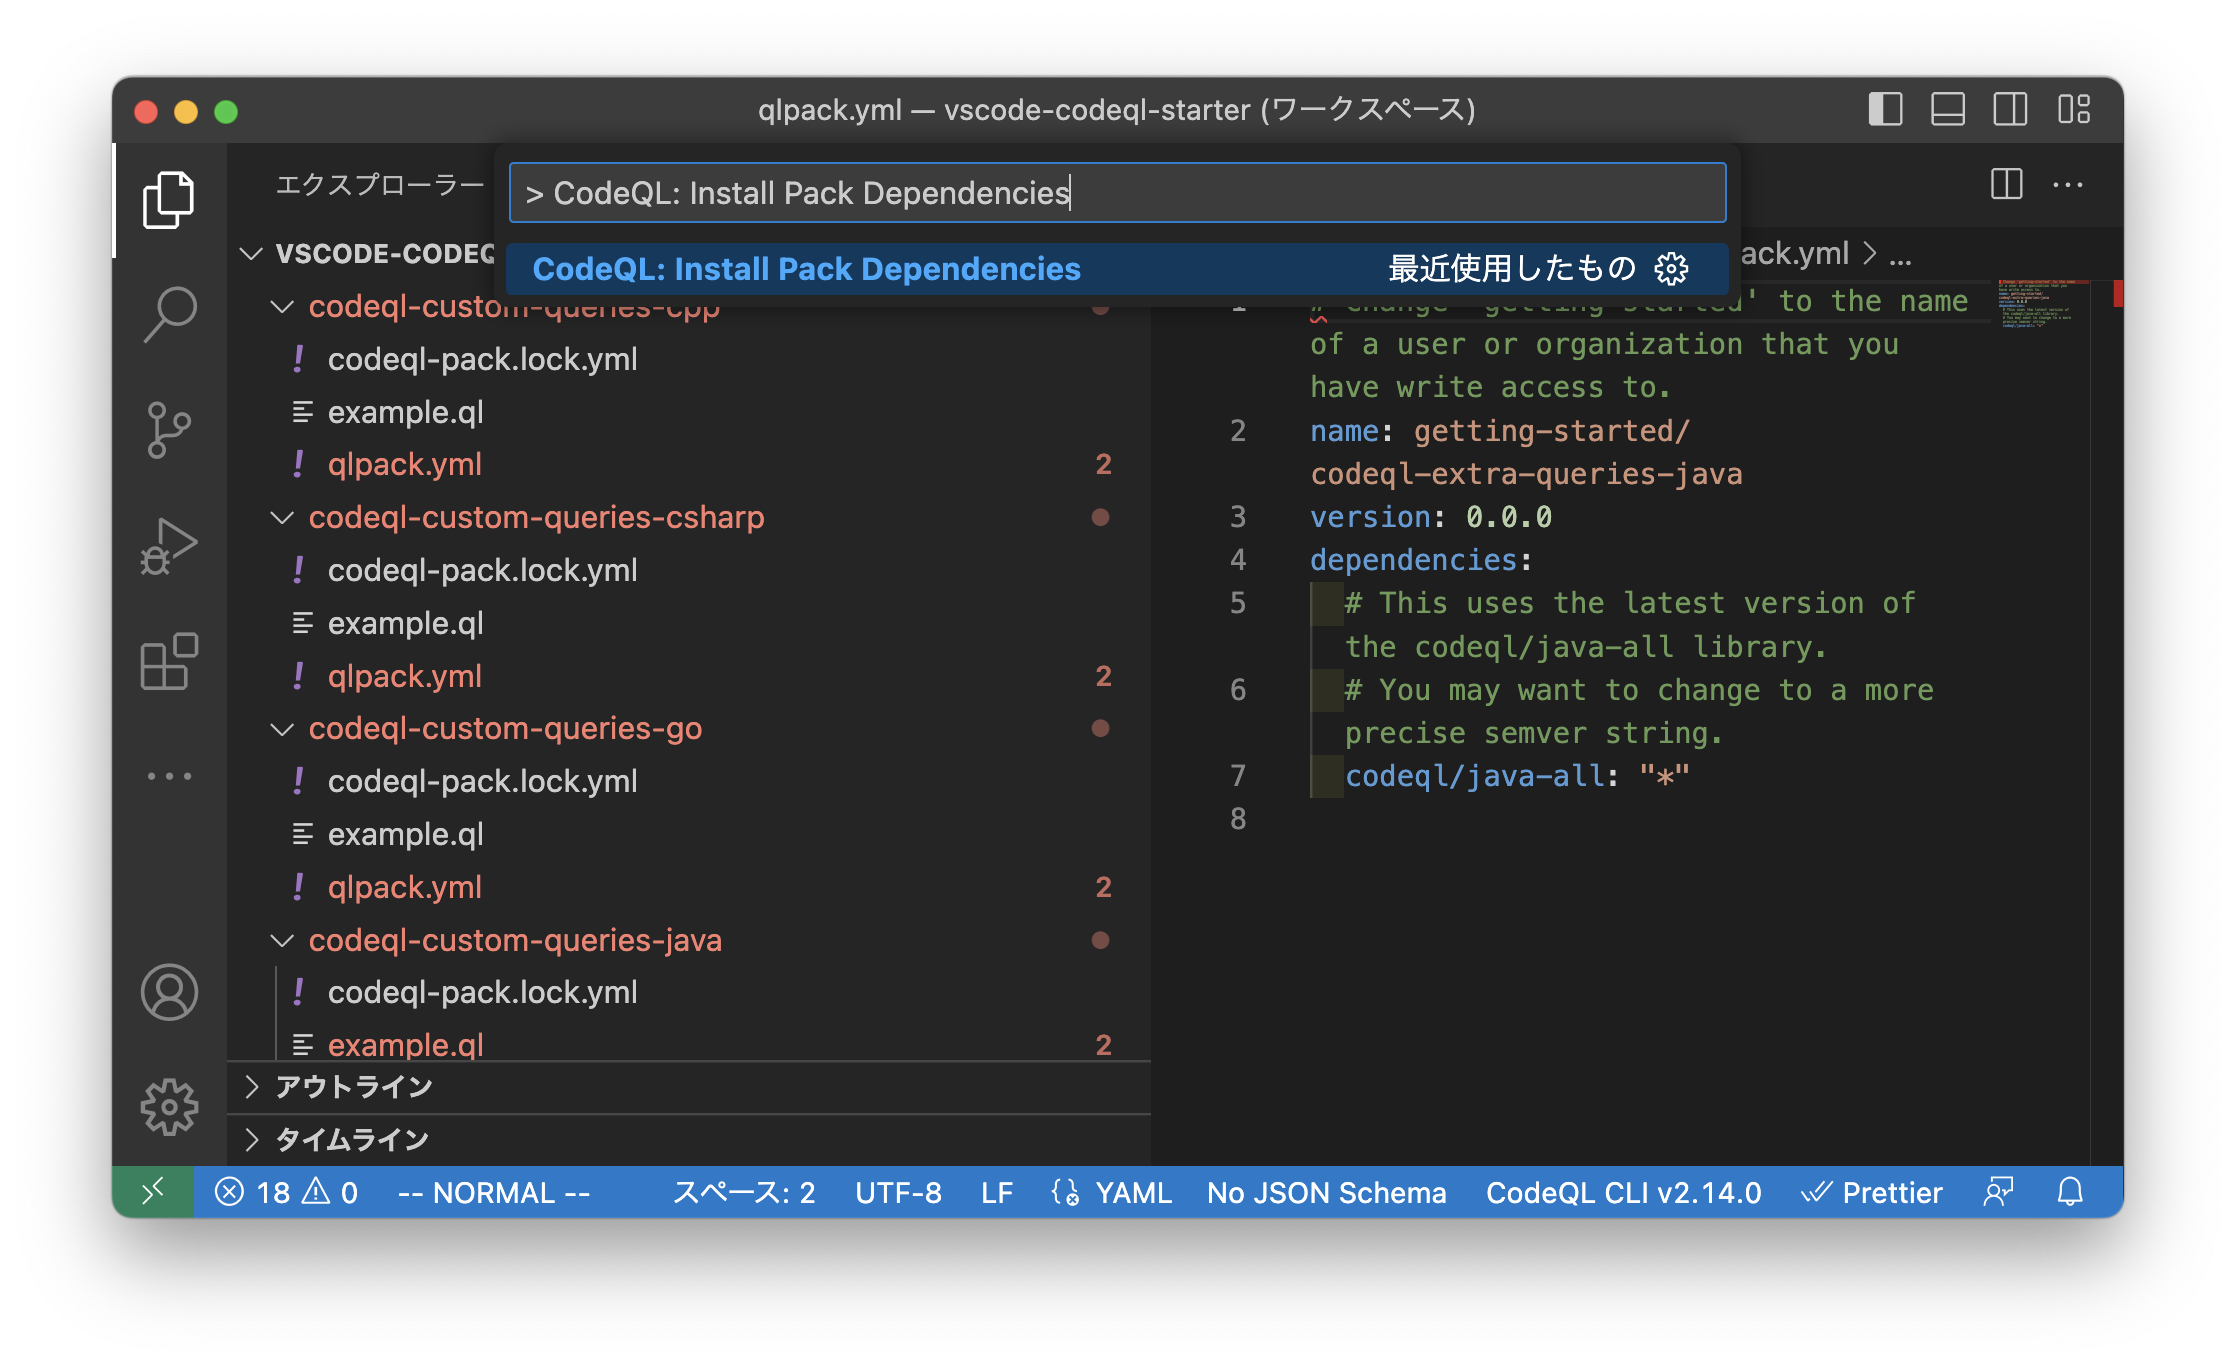 qlpack.yml — vscode-codeql-starter (ワークスペース)
エクスプローラー
> CodeQL: Install Pack Dependencies
CodeQL: Install Pack Dependencies 最近使用したもの
VSCODE-CODEQ
codeql-custom-queries-cpp
! codeql-pack.lock.yml
example.ql
! qlpack.yml 2
codeql-custom-queries-csharp
! codeql-pack.lock.yml
example.ql
! qlpack.yml 2
codeql-custom-queries-go
! codeql-pack.lock.yml
example.ql
! qlpack.yml 2
codeql-custom-queries-java
! codeql-pack.lock.yml
example.ql 2
アウトライン
タイムライン
ack.yml > ...
1 # Change 'getting-started' to the name
of a user or organization that you
have write access to.
2 name: getting-started/
codeql-extra-queries-java
3 version: 0.0.0
4 dependencies:
5 # This uses the latest version of
the codeql/java-all library.
6 # You may want to change to a more
precise semver string.
7 codeql/java-all: "*"
8
18 0 -- NORMAL -- スペース: 2 UTF-8 LF YAML No JSON Schema CodeQL CLI v2.14.0 Prettier